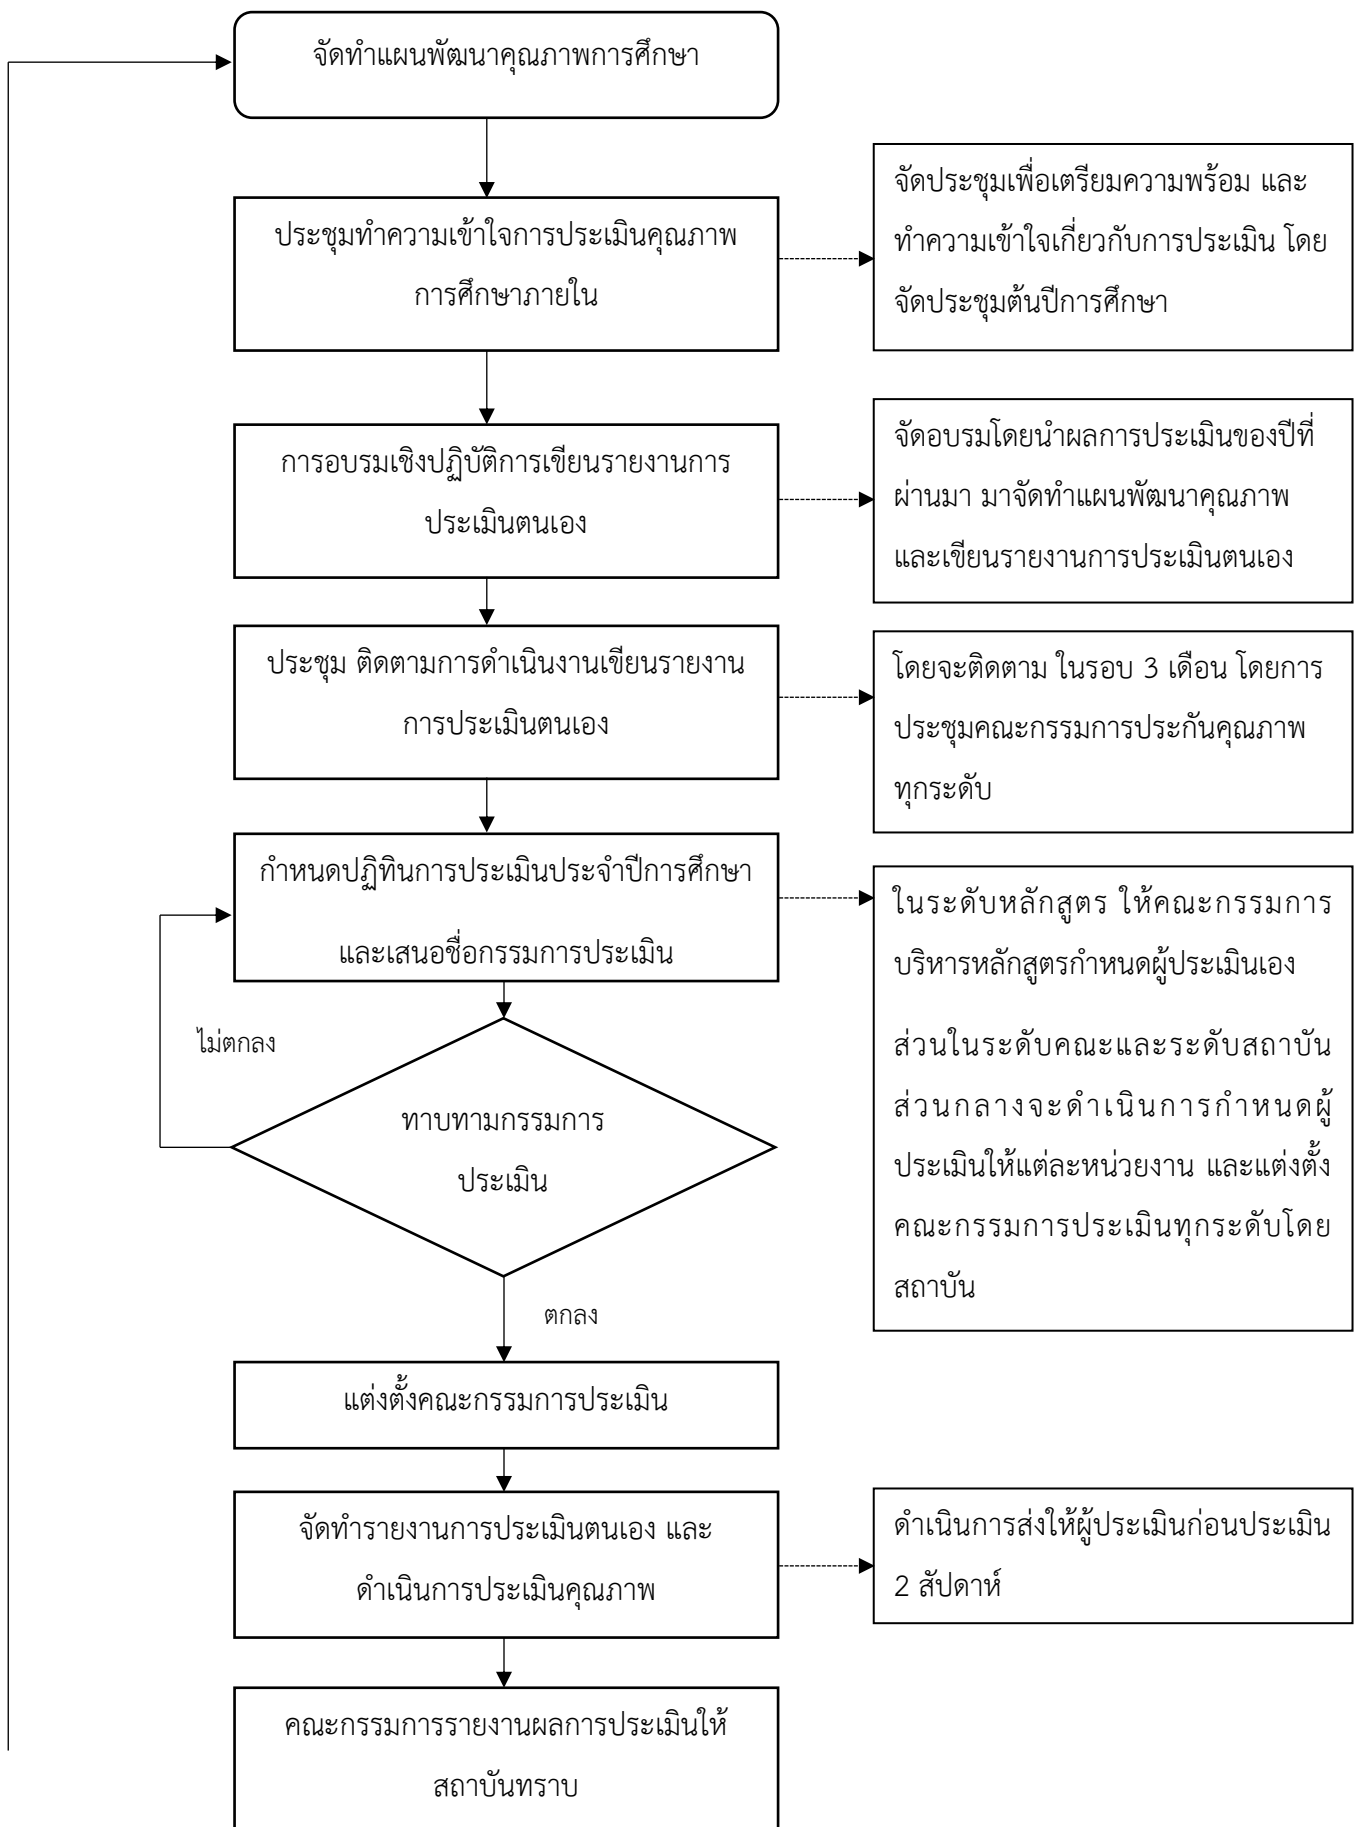 จัดทำแผนพัฒนาคุณภาพการศึกษา
ประชุมทำความเข้าใจการประเมินคุณภาพ
การศึกษาภายใน
จัดประชุมเพื่อเตรียมความพร้อม และ
ทำความเข้าใจเกี่ยวกับการประเมิน โดย
จัดประชุมต้นปีการศึกษา
การอบรมเชิงปฏิบัติการเขียนรายงานการ
ประเมินตนเอง
จัดอบรมโดยนำผลการประเมินของปีที่
ผ่านมา มาจัดทำแผนพัฒนาคุณภาพ
และเขียนรายงานการประเมินตนเอง
ประชุม ติดตามการดำเนินงานเขียนรายงาน
การประเมินตนเอง
โดยจะติดตาม ในรอบ 3 เดือน โดยการ
ประชุมคณะกรรมการประกันคุณภาพ
ทุกระดับ
กำหนดปฏิทินการประเมินประจำปีการศึกษา
และเสนอชื่อกรรมการประเมิน
ในระดับหลักสูตร ให้คณะกรรมการ
บริหารหลักสูตรกำหนดผู้ประเมินเอง
ส่วนในระดับคณะและระดับสถาบัน
ส่วนกลางจะดำเนินการกำหนดผู้
ประเมินให้แต่ละหน่วยงาน และแต่งตั้ง
คณะกรรมการประเมินทุกระดับโดย
สถาบัน
ไม่ตกลง
ทาบทามกรรมการ
ประเมิน
ตกลง
แต่งตั้งคณะกรรมการประเมิน
จัดทำรายงานการประเมินตนเอง และ
ดำเนินการประเมินคุณภาพ
ดำเนินการส่งให้ผู้ประเมินก่อนประเมิน
2 สัปดาห์
คณะกรรมการรายงานผลการประเมินให้
สถาบันทราบ